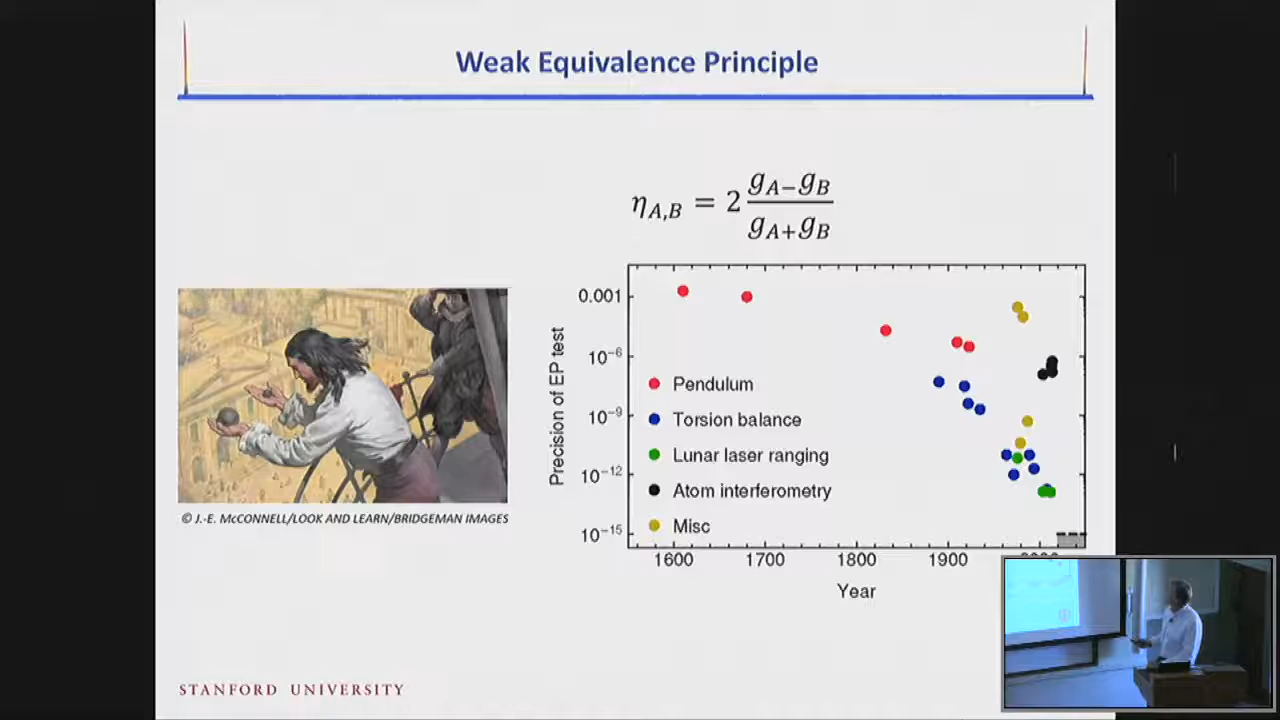 Weak Equivalence Principle
η_{A,B} = 2 \frac{g_A − g_B}{g_A + g_B}
© J.-E. McCONNELL/LOOK AND LEARN/BRIDGEMAN IMAGES
Precision of EP test
0.001
10⁻⁶
10⁻⁹
10⁻¹²
10⁻¹⁵
Pendulum
Torsion balance
Lunar laser ranging
Atom interferometry
Misc
1600 1700 1800 1900
Year
STANFORD UNIVERSITY